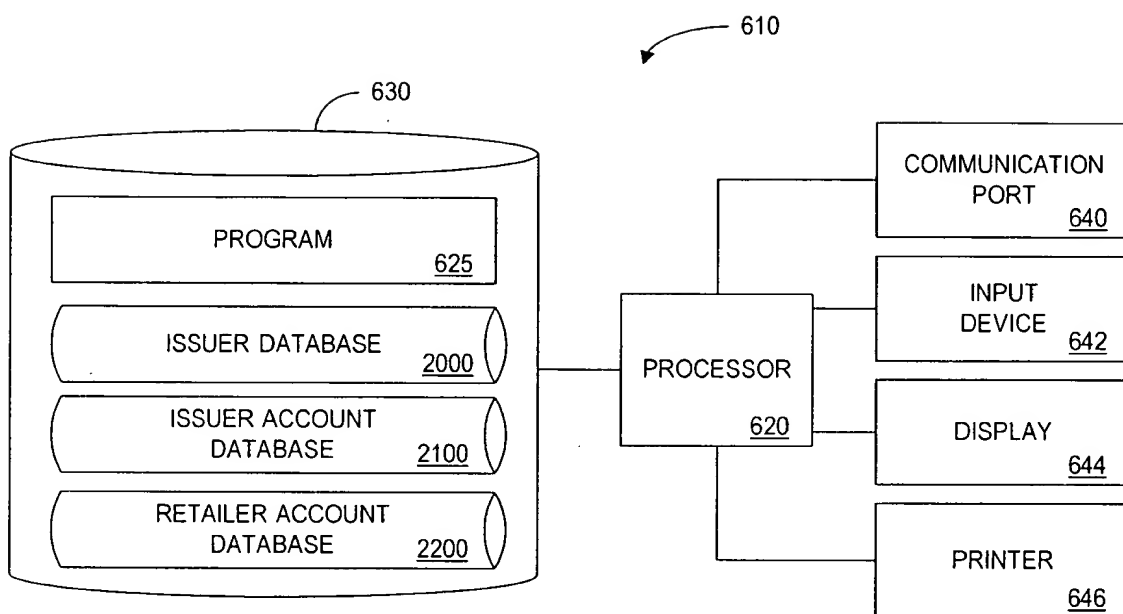 610
630
PROGRAM
625
ISSUER DATABASE
2000
ISSUER ACCOUNT
DATABASE
2100
RETAILER ACCOUNT
DATABASE
2200
PROCESSOR
620
COMMUNICATION
PORT
640
INPUT
DEVICE
642
DISPLAY
644
PRINTER
646